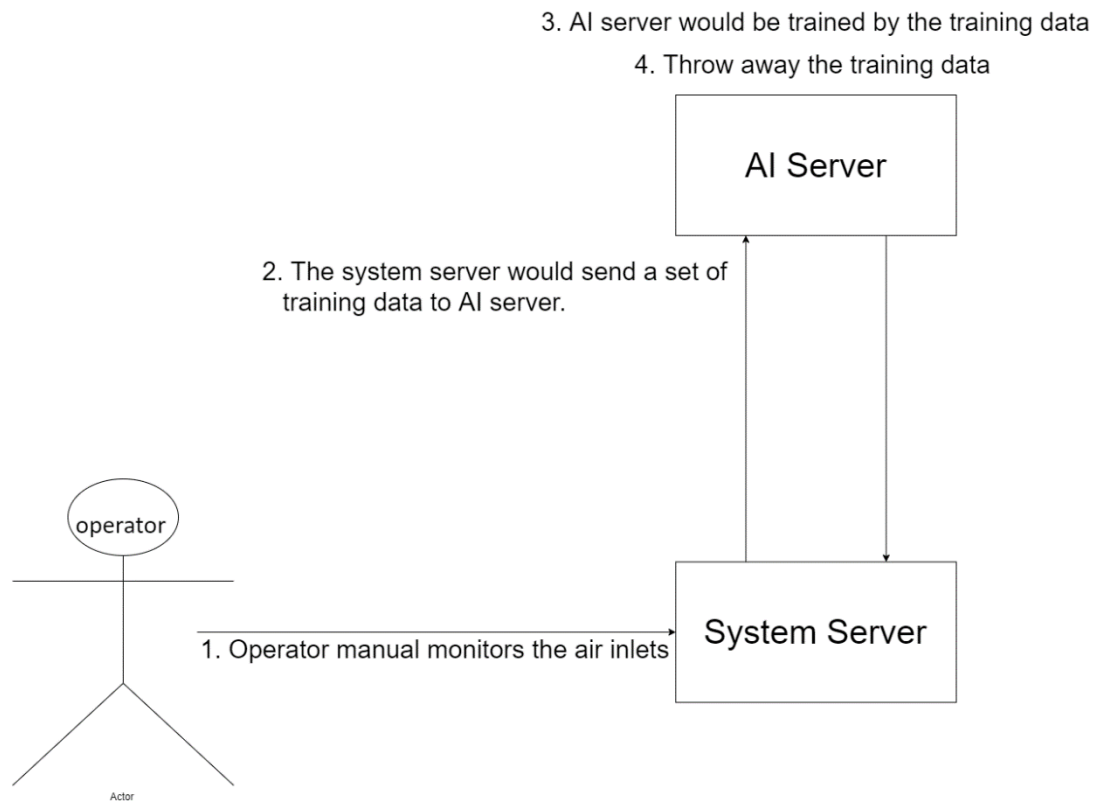 3. AI server would be trained by the training data
4. Throw away the training data
AI Server
2. The system server would send a set of
training data to AI server.
operator
1. Operator manual monitors the air inlets
System Server
Actor